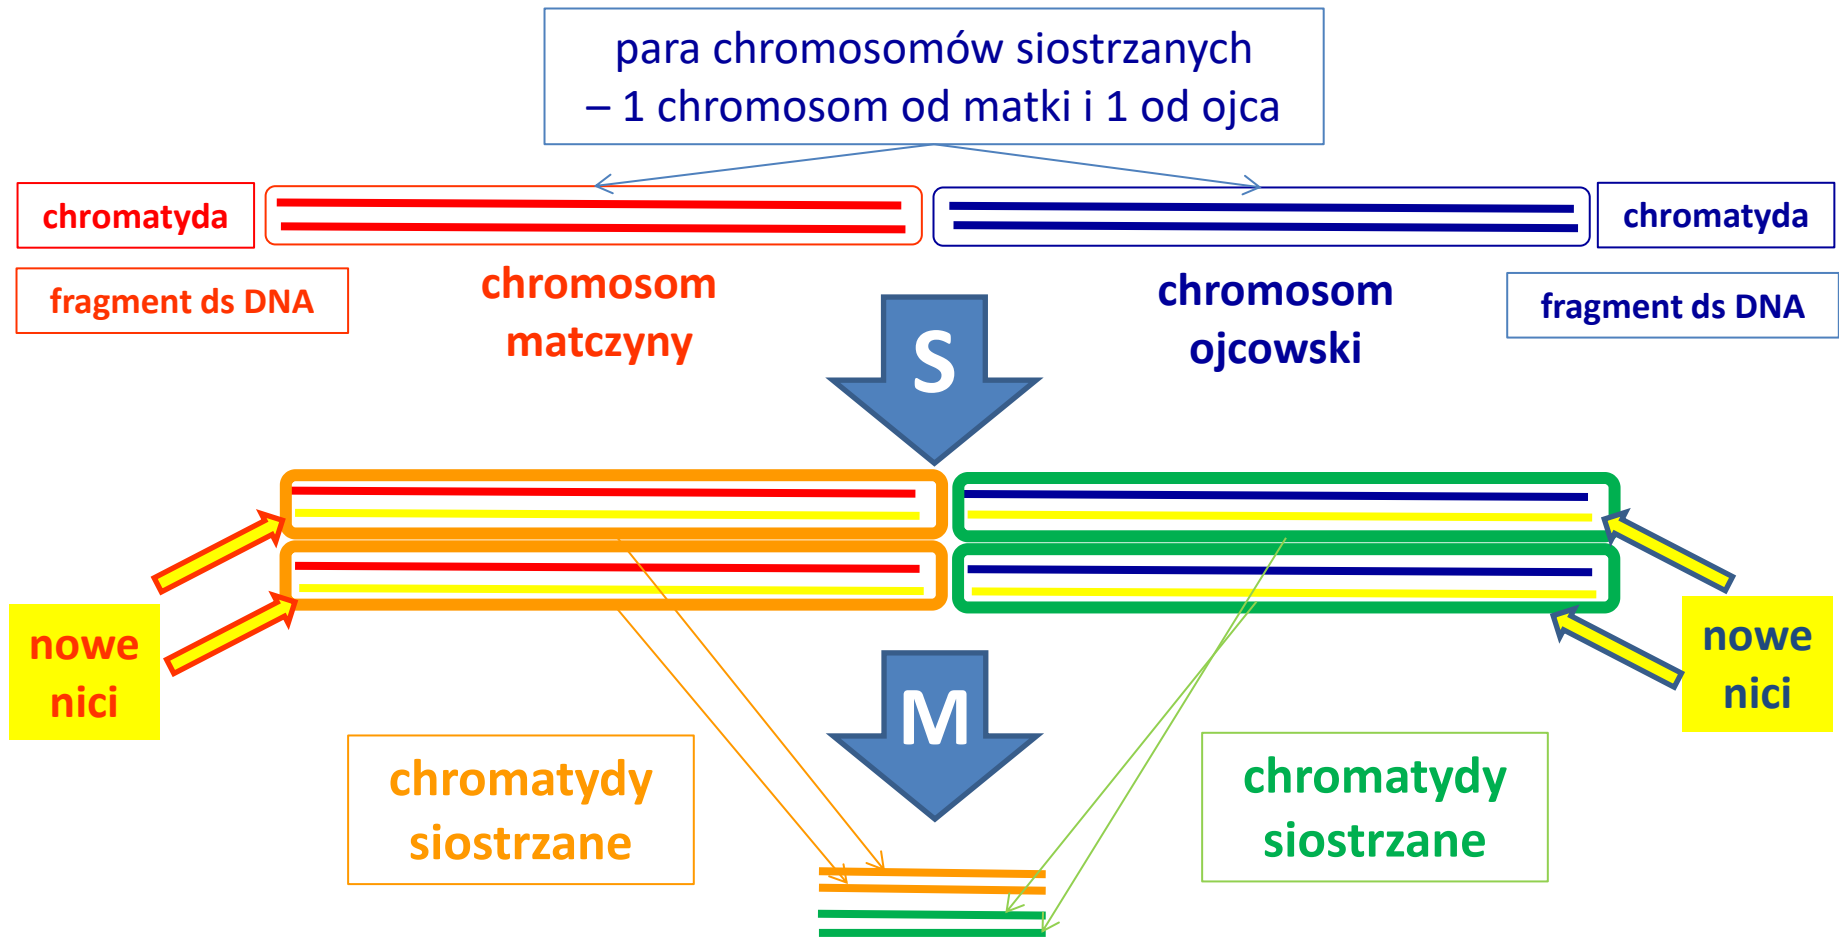 para chromosomów siostrzanych
– 1 chromosom od matki i 1 od ojca
chromatyda
chromatyda
fragment ds DNA
chromosom
matczyny
chromosom
ojcowski
fragment ds DNA
S
nowe
nici
nowe
nici
M
chromatydy
siostrzane
chromatydy
siostrzane